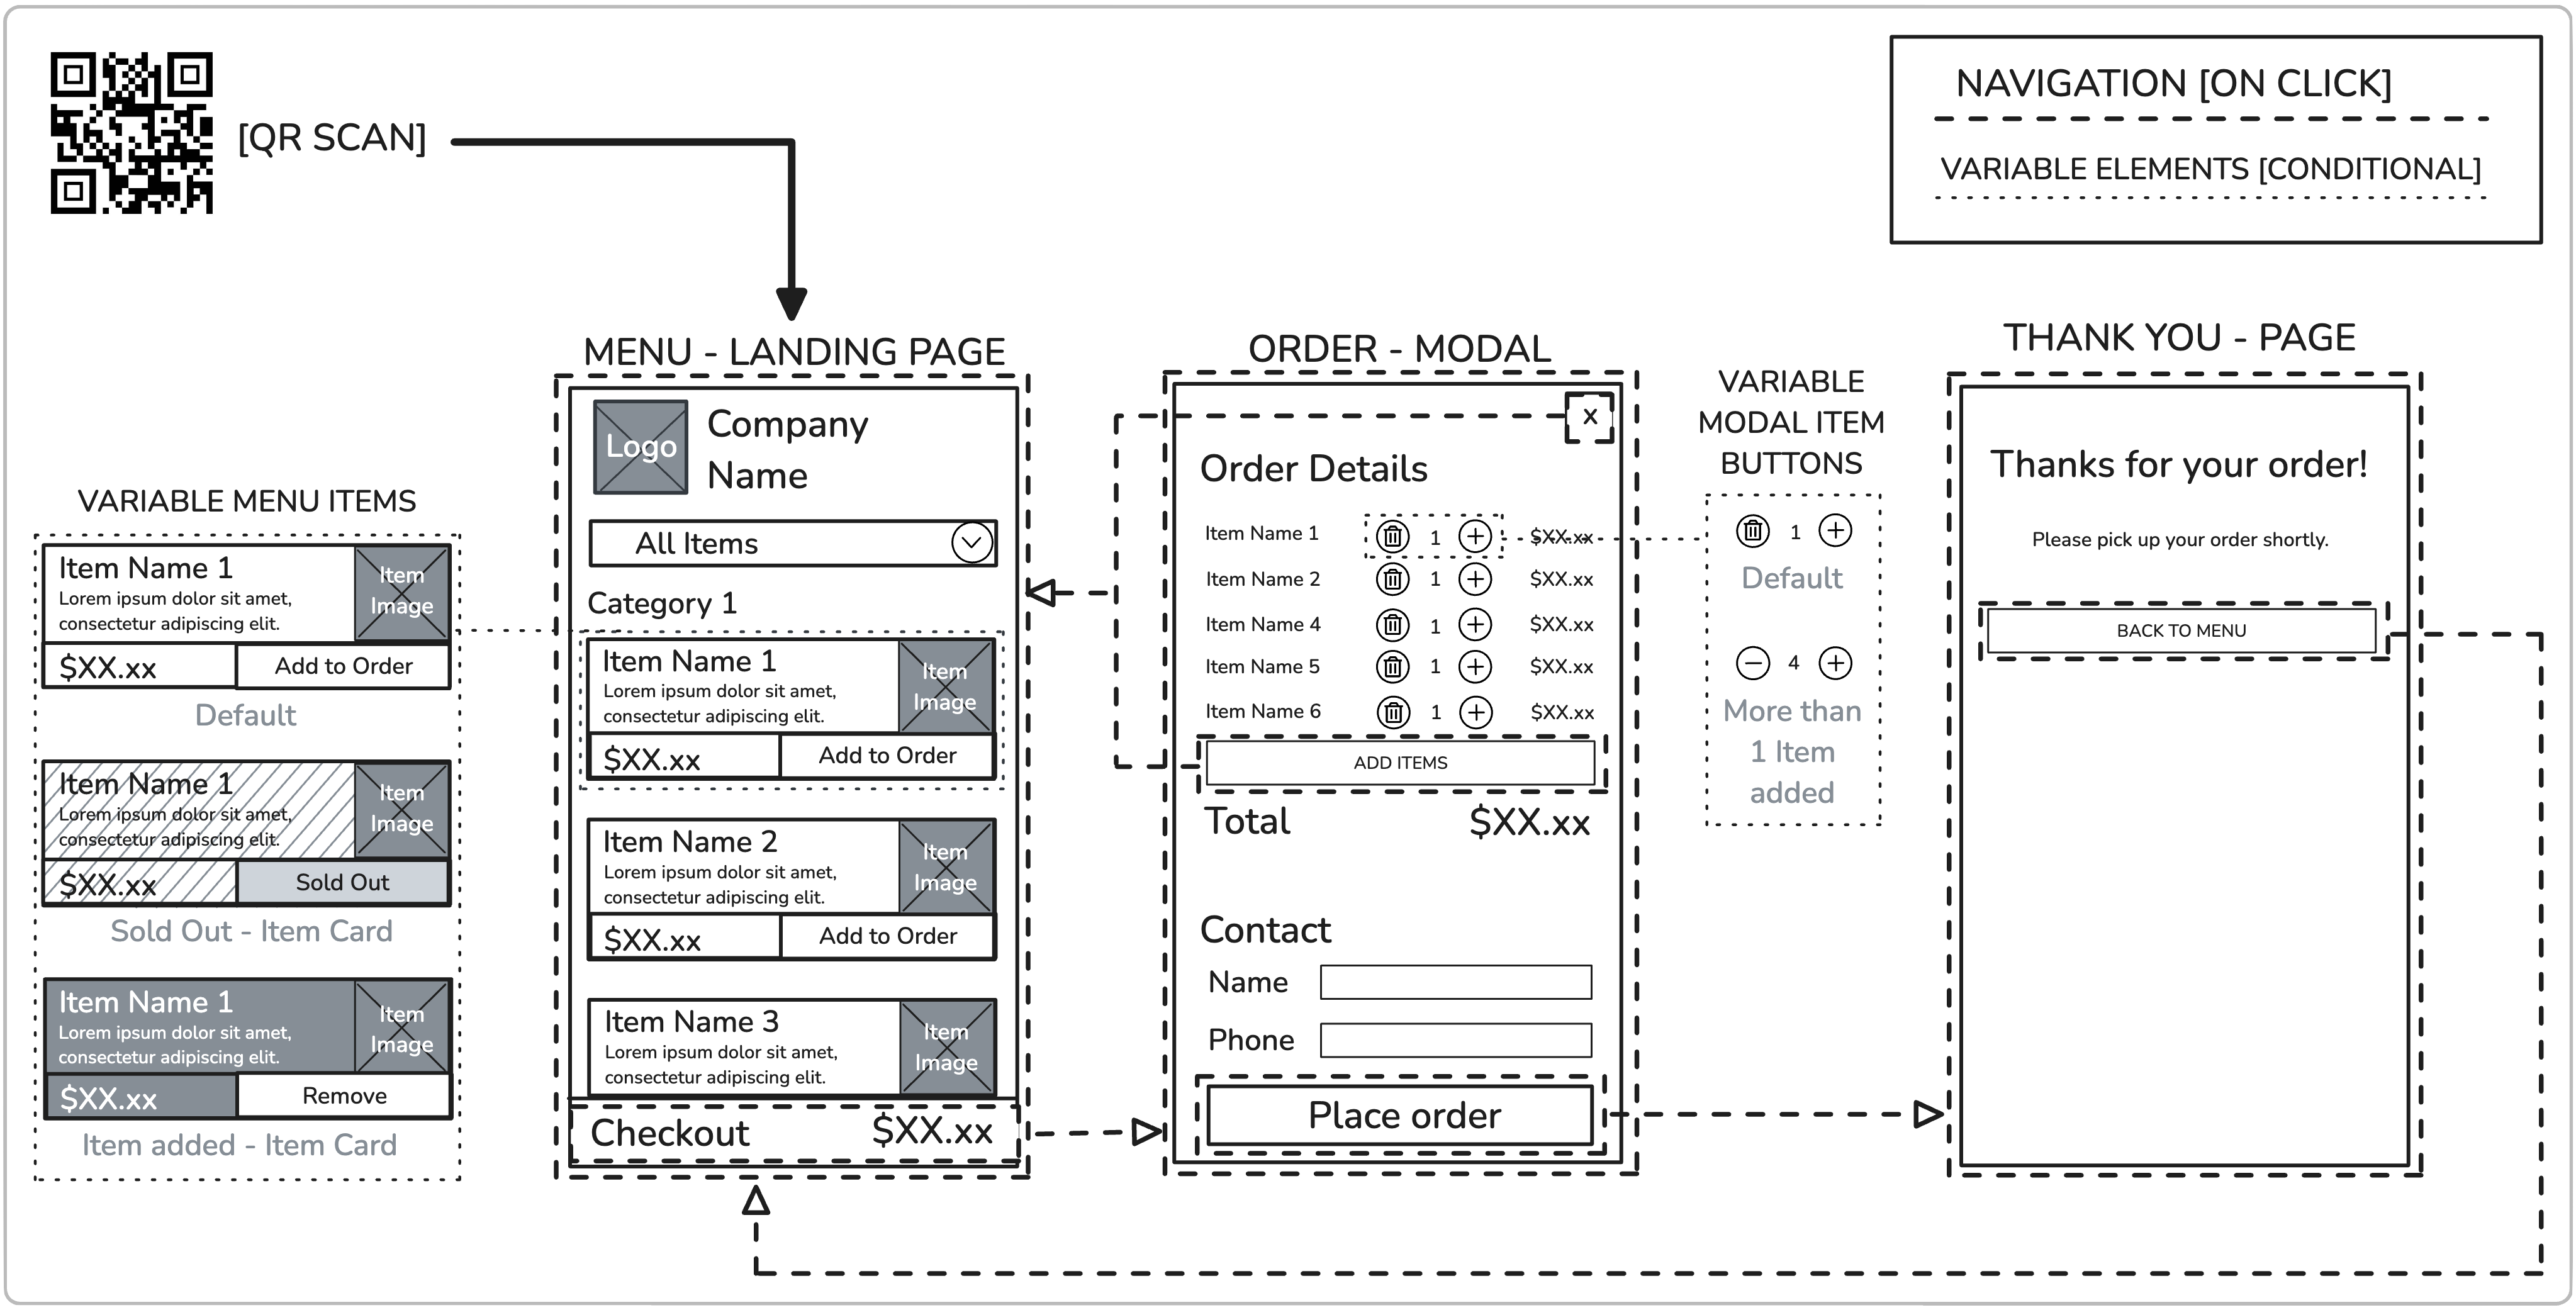 [QR SCAN]
NAVIGATION [ON CLICK]
VARIABLE ELEMENTS [CONDITIONAL]
VARIABLE MENU ITEMS
Item Name 1
Lorem ipsum dolor sit amet,
consectetur adipiscing elit.
Item
Image
$XX.xx
Add to Order
Default
Item Name 1
Lorem ipsum dolor sit amet,
consectetur adipiscing elit.
Item
Image
$XX.xx
Sold Out
Sold Out - Item Card
Item Name 1
Lorem ipsum dolor sit amet,
consectetur adipiscing elit.
Item
Image
$XX.xx
Remove
Item added - Item Card
MENU - LANDING PAGE
Logo
Company
Name
All Items
Category 1
Item Name 1
Lorem ipsum dolor sit amet,
consectetur adipiscing elit.
Item
Image
$XX.xx
Add to Order
Item Name 2
Lorem ipsum dolor sit amet,
consectetur adipiscing elit.
Item
Image
$XX.xx
Add to Order
Item Name 3
Lorem ipsum dolor sit amet,
consectetur adipiscing elit.
Item
Image
Checkout $XX.xx
ORDER - MODAL
x
Order Details
Item Name 1 1 $XX.xx
Item Name 2 1 $XX.xx
Item Name 4 1 $XX.xx
Item Name 5 1 $XX.xx
Item Name 6 1 $XX.xx
ADD ITEMS
Total $XX.xx
Contact
Name
Phone
Place order
VARIABLE
MODAL ITEM
BUTTONS
1
Default
4
More than
1 Item
added
THANK YOU - PAGE
Thanks for your order!
Please pick up your order shortly.
BACK TO MENU